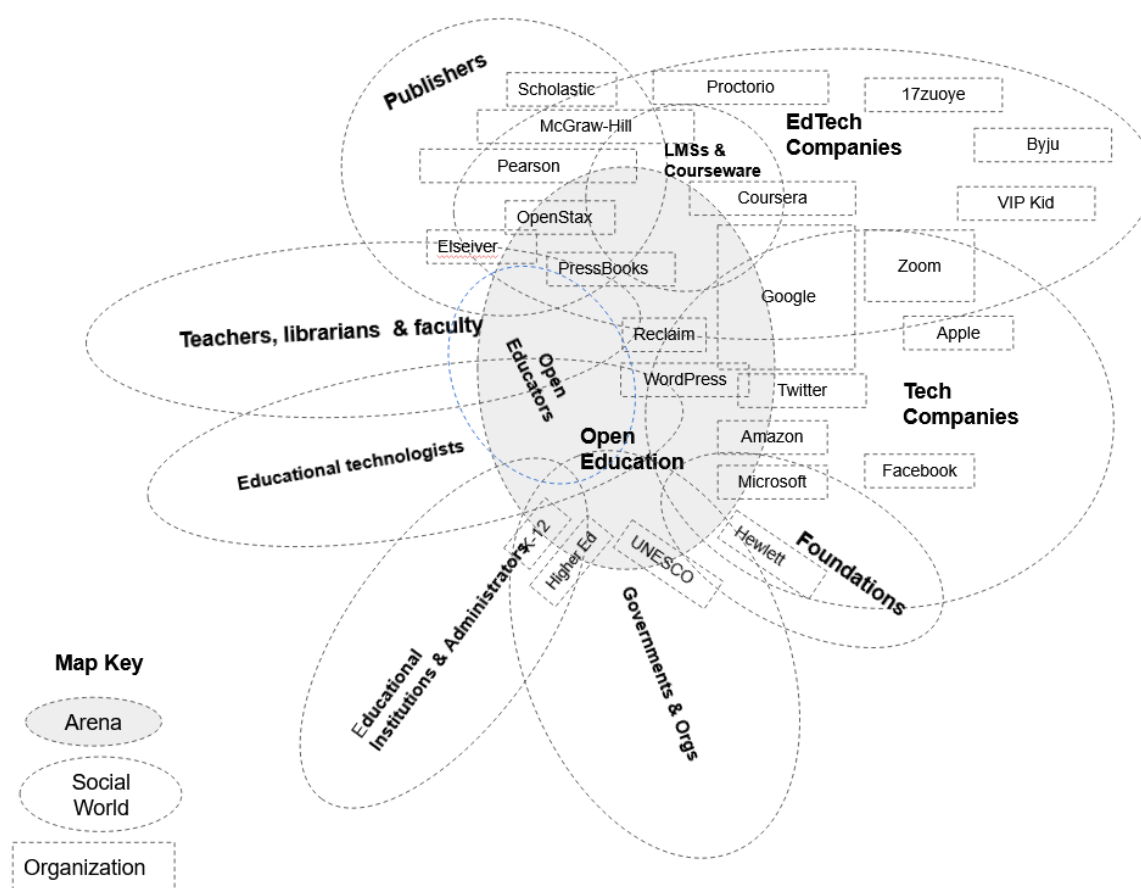 Publishers
Scholastic
Proctorio
17zuoye
McGraw-Hill
EdTech
Companies
Byju
LMSs &
Courseware
Pearson
Coursera
VIP Kid
OpenStax
Elseiver
PressBooks
Zoom
Google
Teachers, librarians & faculty
Reclaim
Apple
Open
Educators
WordPress
Twitter
Tech
Companies
Open
Education
Amazon
Educational technologists
Microsoft
Facebook
K-12
Higher Ed
UNESCO
Hewlett
Foundations
Educational
Institutions & Administrators
Governments & Orgs
Map Key
Arena
Social
World
Organization